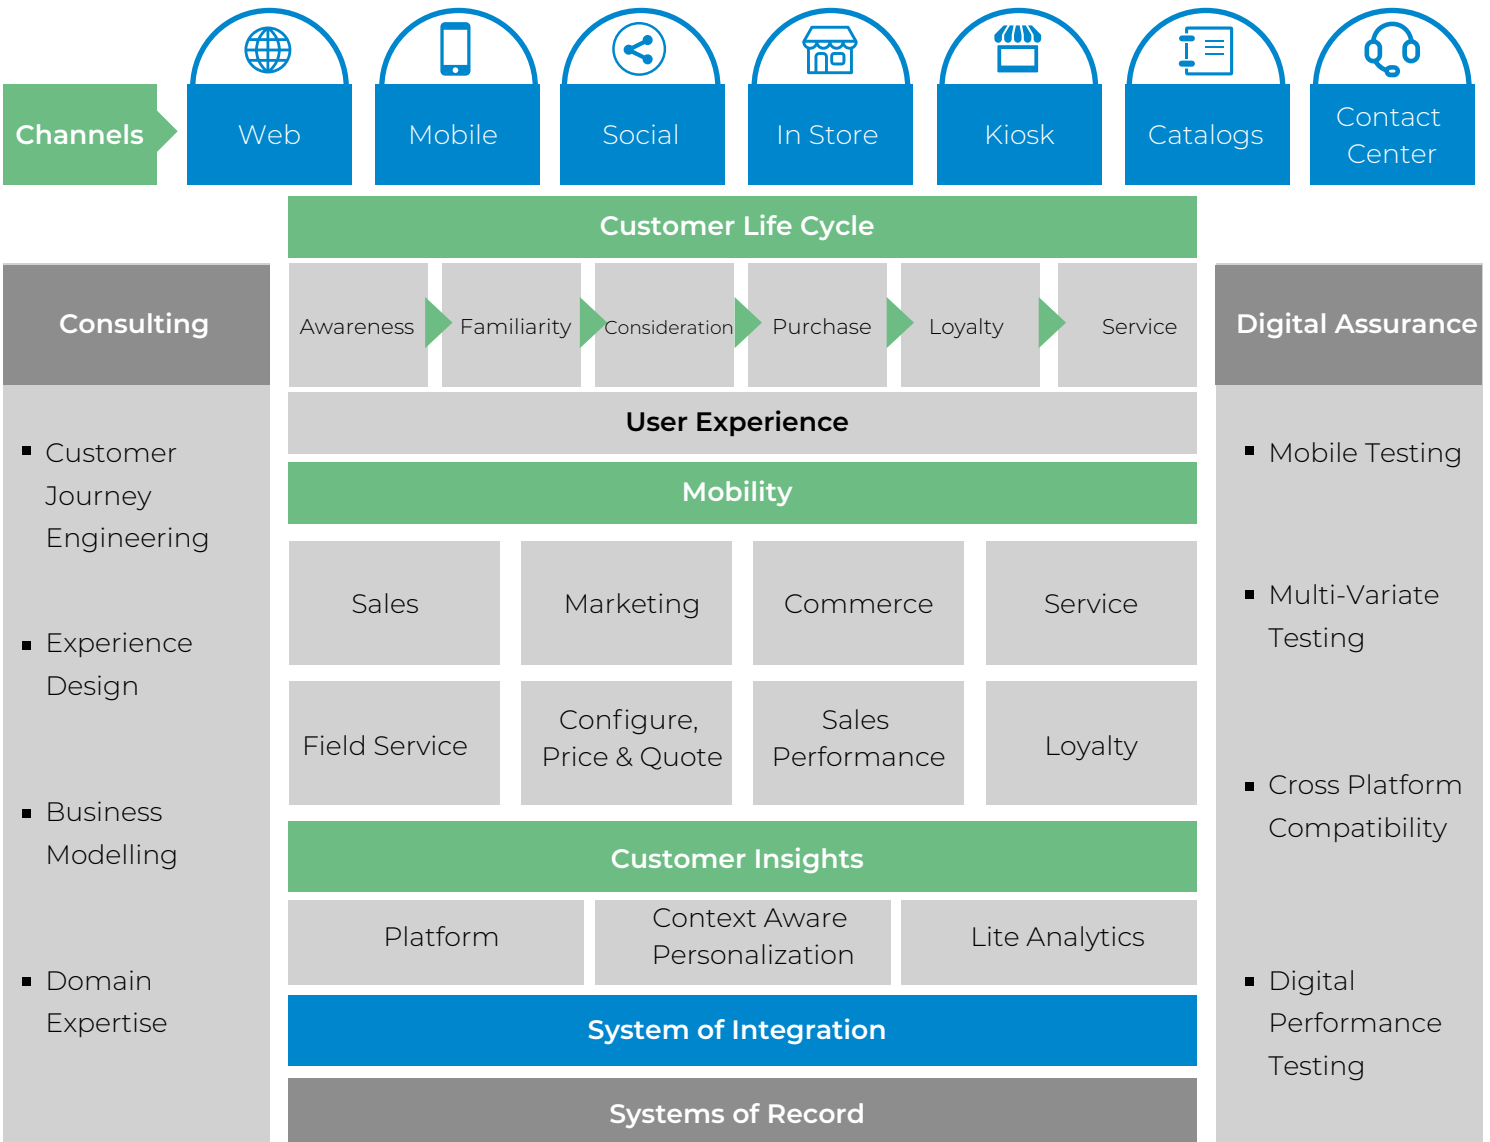 Channels
Web
Mobile
Social
In Store
Kiosk
Catalogs
Contact
Center
Customer Life Cycle
Awareness
Familiarity
Consideration
Purchase
Loyalty
Service
User Experience
Mobility
Sales
Marketing
Commerce
Service
Field Service
Configure,
Price & Quote
Sales
Performance
Loyalty
Customer Insights
Platform
Context Aware
Personalization
Lite Analytics
System of Integration
Systems of Record
Consulting
▪ Customer
Journey
Engineering
▪ Experience
Design
▪ Business
Modelling
▪ Domain
Expertise
Digital Assurance
▪ Mobile Testing
▪ Multi-Variate
Testing
▪ Cross Platform
Compatibility
▪ Digital
Performance
Testing